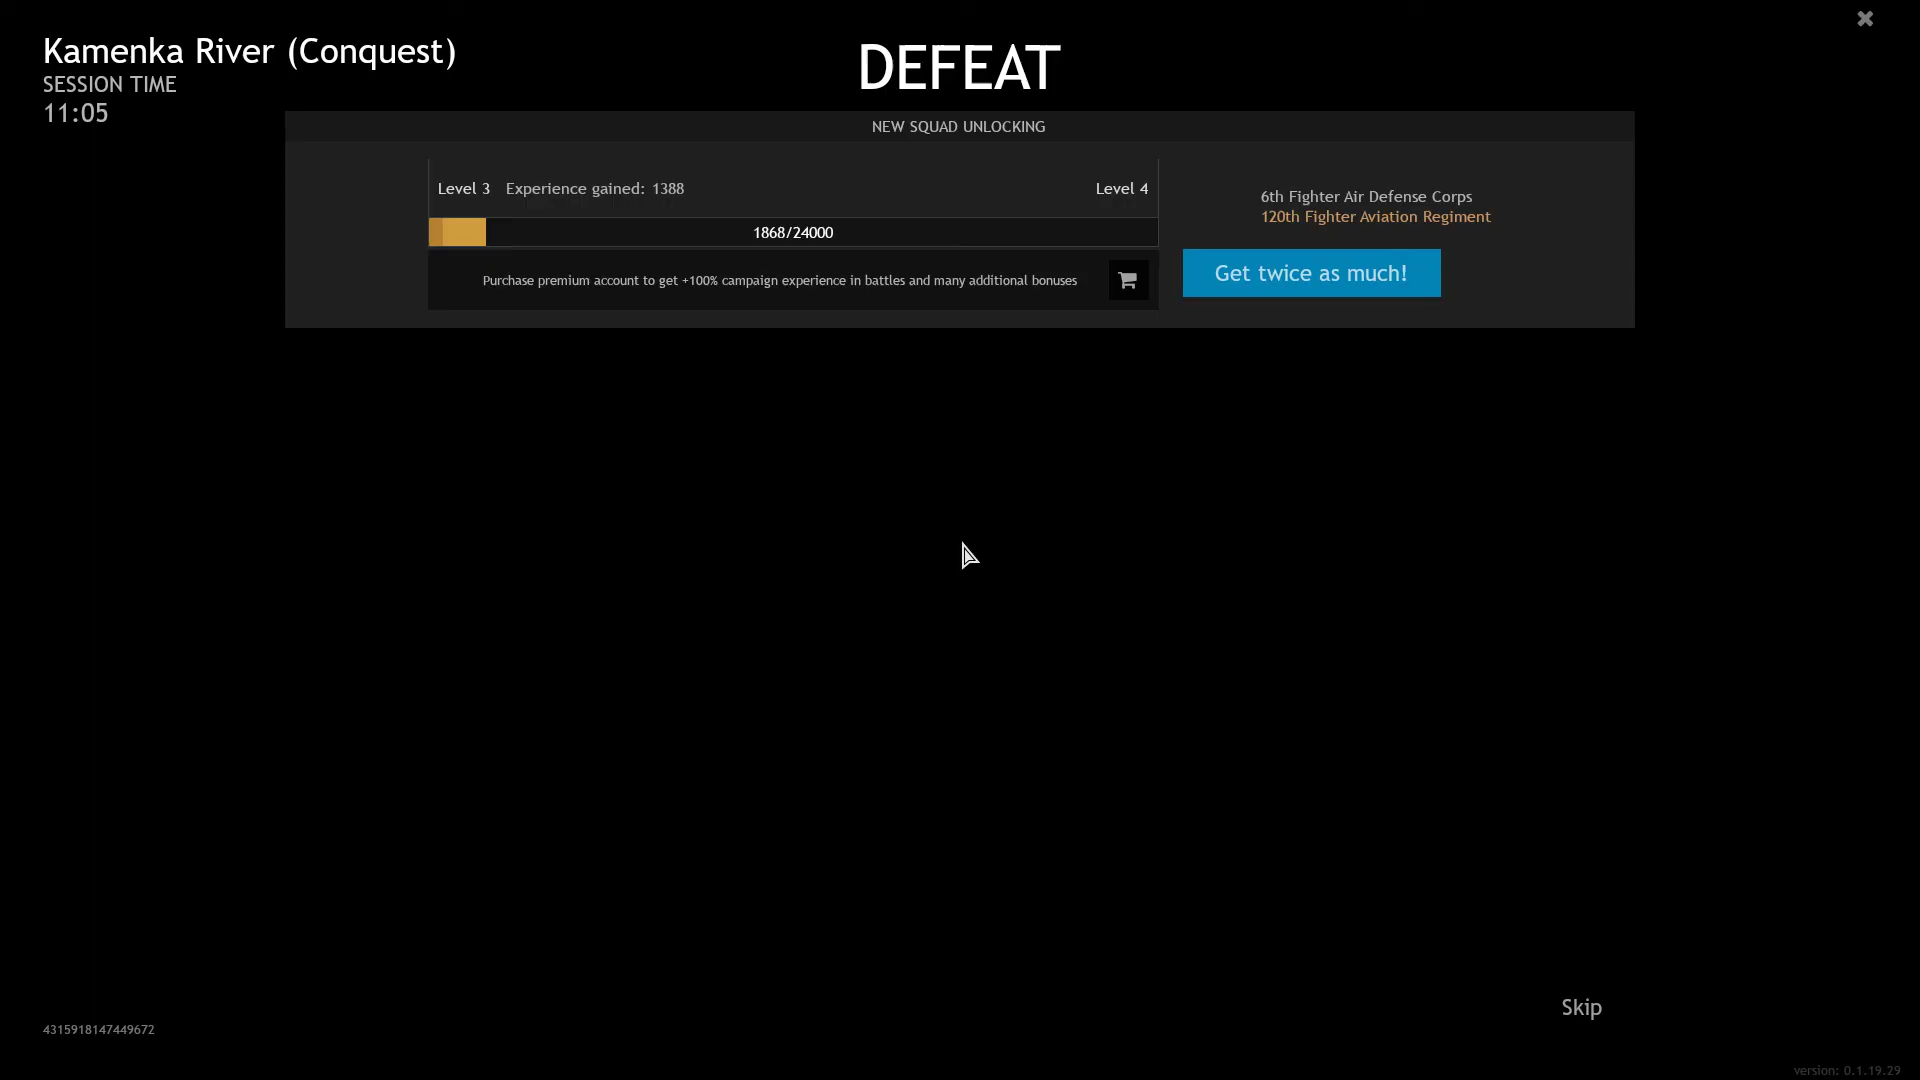 Kamenka River (Conquest)
SESSION TIME
11:05
DEFEAT
NEW SQUAD UNLOCKING
Level 3 Experience gained: 1388 Level 4
1868/24000
Purchase premium account to get +100% campaign experience in battles and many additional bonuses
6th Fighter Air Defense Corps
120th Fighter Aviation Regiment
Get twice as much!
Skip
4315918147449672
version: 0.1.19.29